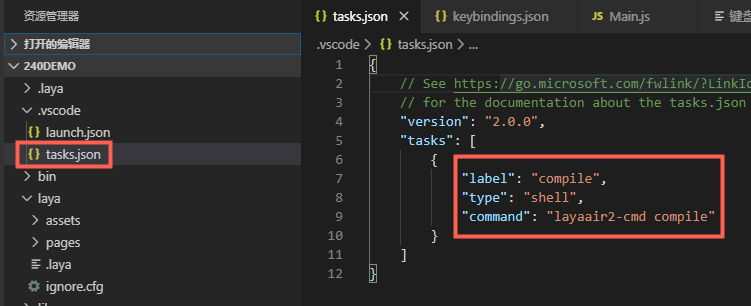 资源管理器
打开的编辑器
240DEMO
.laya
.vscode
{} launch.json
{} tasks.json
bin
laya
assets
pages
.laya
ignore.cfg
{} tasks.json ×
{} keybindings.json
JS Main.js
键盘
.vscode > {} tasks.json > ...
1 {
2 // See https://go.microsoft.com/fwlink/?LinkId
3 // for the documentation about the tasks.json
4 "version": "2.0.0",
5 "tasks": [
6 {
7 "label": "compile",
8 "type": "shell",
9 "command": "layaair2-cmd compile"
10 }
11 ]
12 }